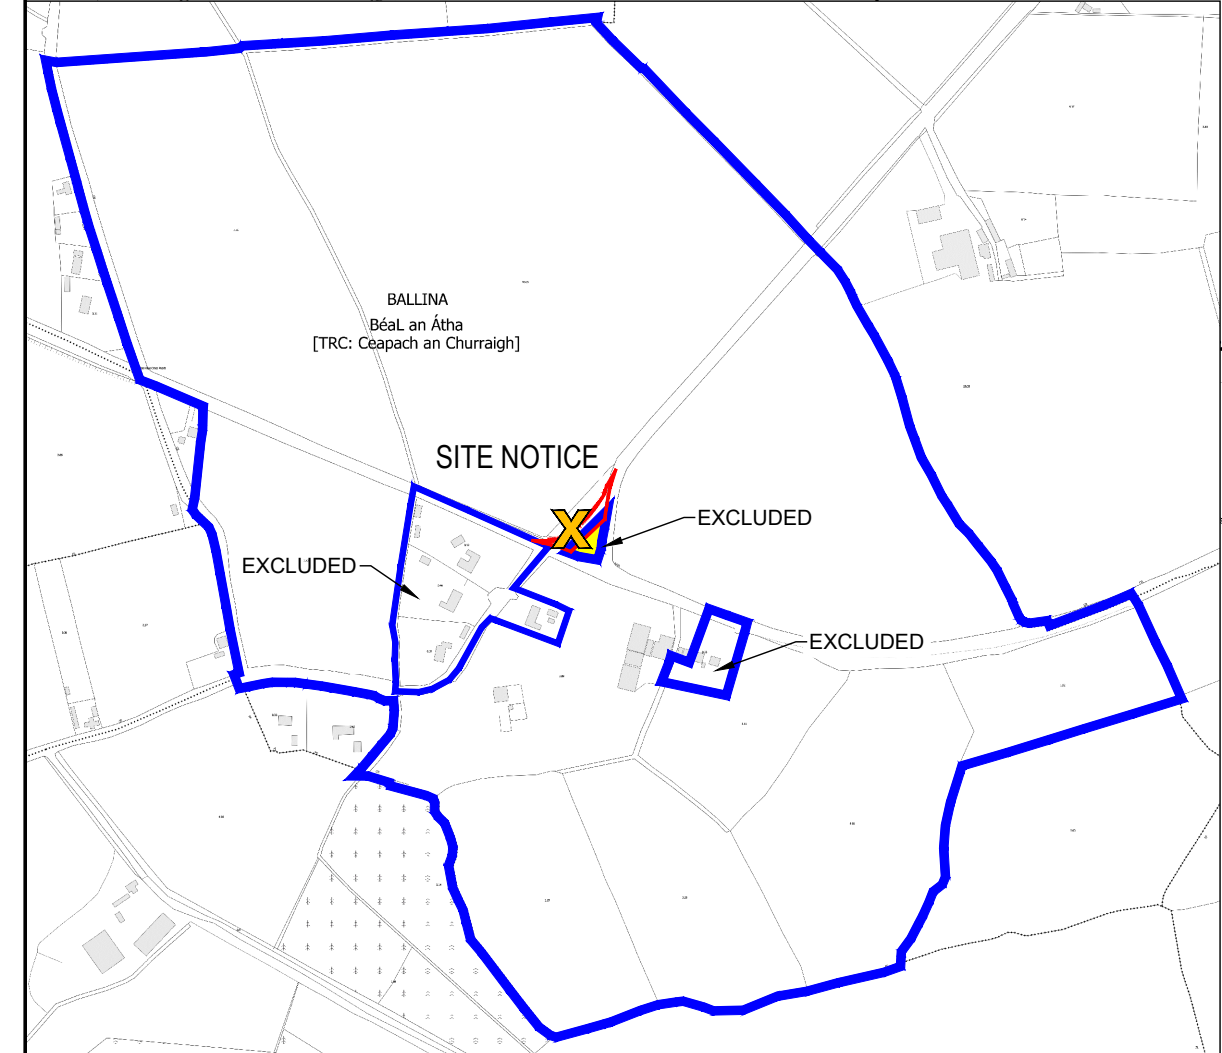 BALLINA
BéaL an Átha
[TRC: Ceapach an Churraigh]
SITE NOTICE
X
EXCLUDED
EXCLUDED
EXCLUDED